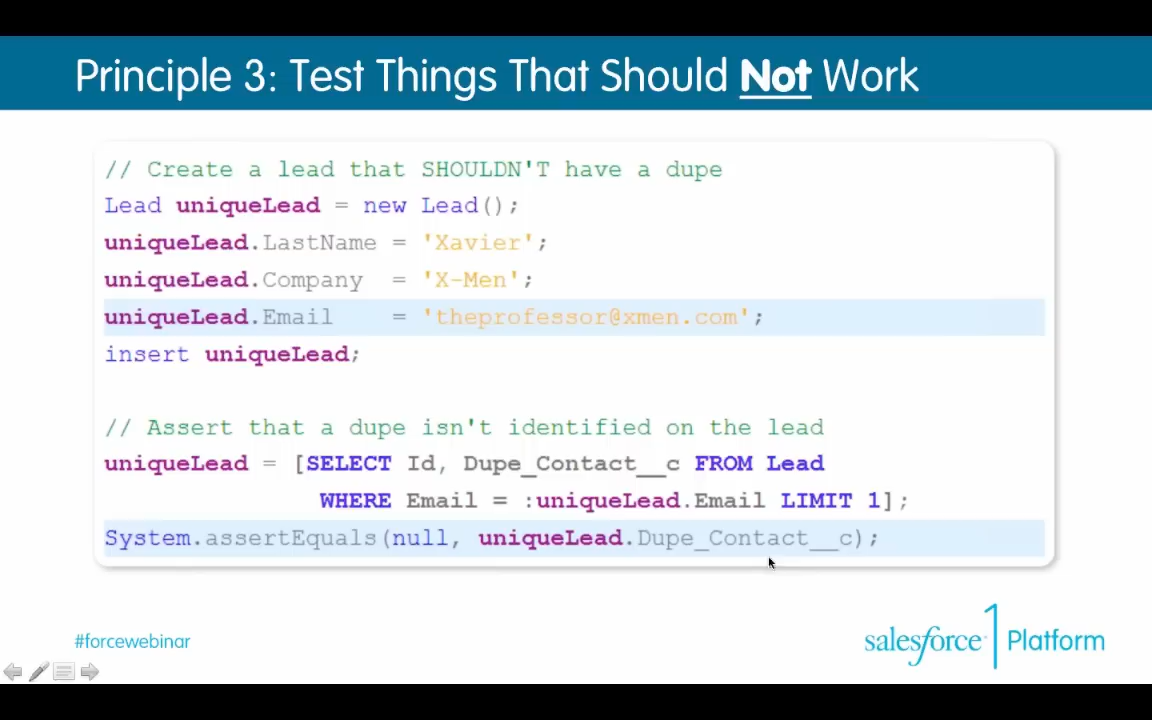 Principle 3: Test Things That Should Not Work
// Create a lead that SHOULDN'T have a dupe
Lead uniqueLead = new Lead();
uniqueLead.LastName = 'Xavier';
uniqueLead.Company  = 'X-Men';
uniqueLead.Email    = 'theprofessor@xmen.com';
insert uniqueLead;
// Assert that a dupe isn't identified on the lead
uniqueLead = [SELECT Id, Dupe_Contact__c FROM Lead
WHERE Email = :uniqueLead.Email LIMIT 1];
System.assertEquals(null, uniqueLead.Dupe_Contact__c);
#forcewebinar
salesforce1 Platform